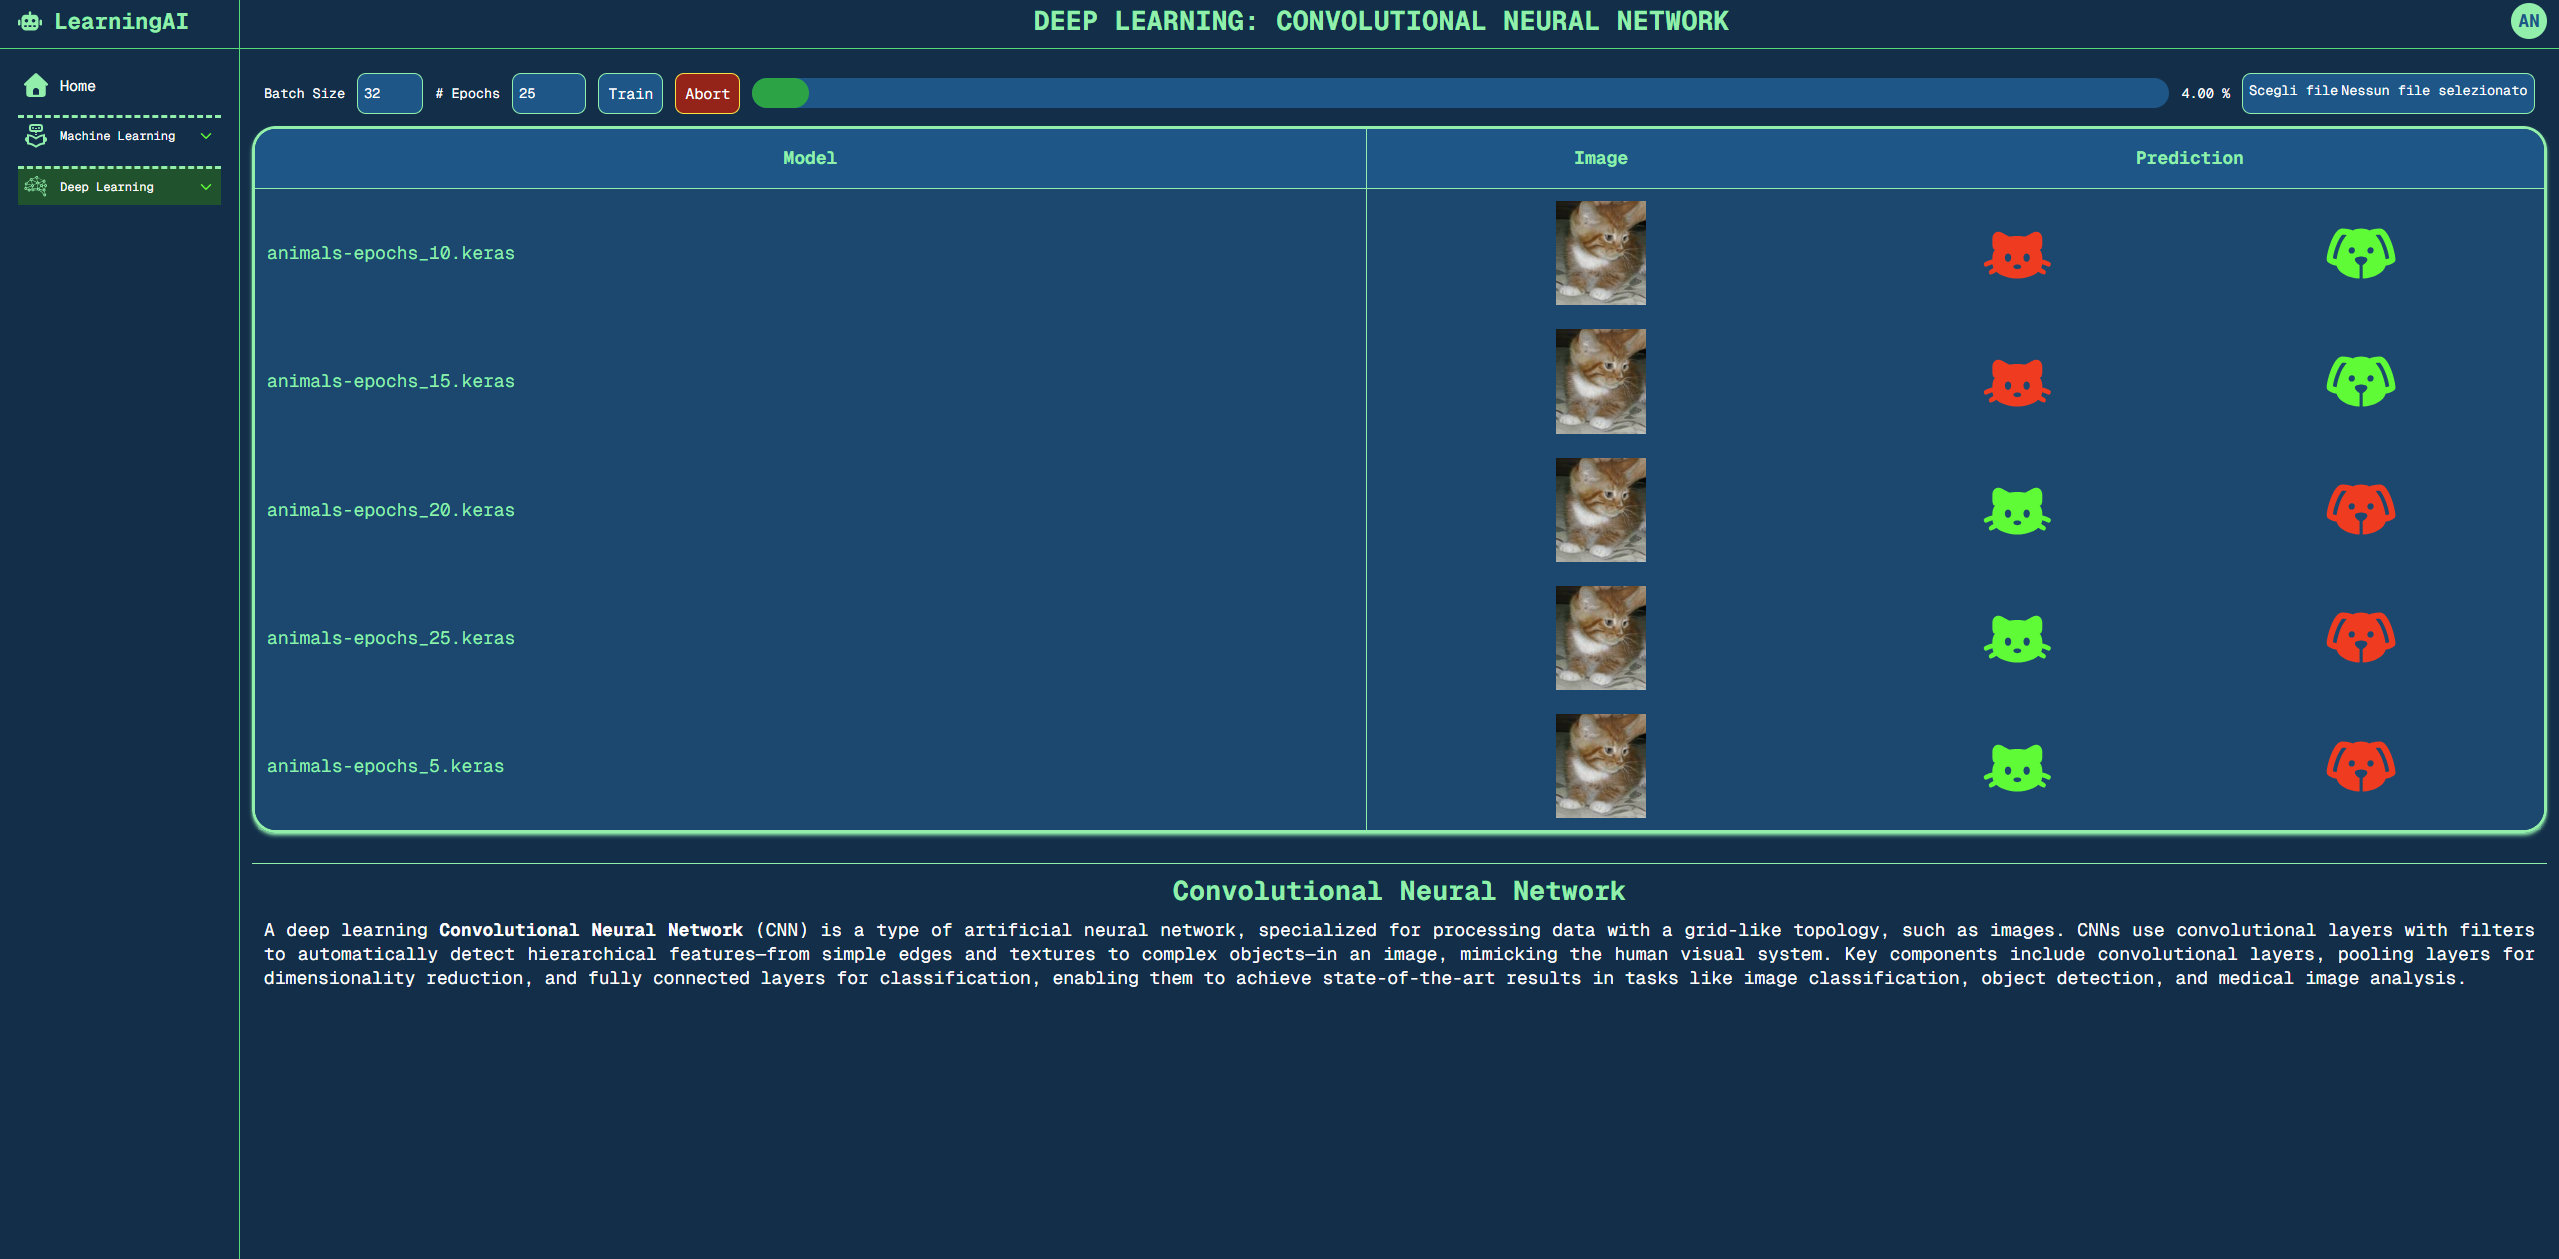 LearningAI
DEEP LEARNING: CONVOLUTIONAL NEURAL NETWORK
AN
Home
Machine Learning
Deep Learning
Batch Size 32 # Epochs 25 Train Abort 4.00 % Scegli file Nessun file selezionato
Model Image Prediction
animals-epochs_10.keras
animals-epochs_15.keras
animals-epochs_20.keras
animals-epochs_25.keras
animals-epochs_5.keras
Convolutional Neural Network
A deep learning Convolutional Neural Network (CNN) is a type of artificial neural network, specialized for processing data with a grid-like topology, such as images. CNNs use convolutional layers with filters
to automatically detect hierarchical features—from simple edges and textures to complex objects—in an image, mimicking the human visual system. Key components include convolutional layers, pooling layers for
dimensionality reduction, and fully connected layers for classification, enabling them to achieve state-of-the-art results in tasks like image classification, object detection, and medical image analysis.